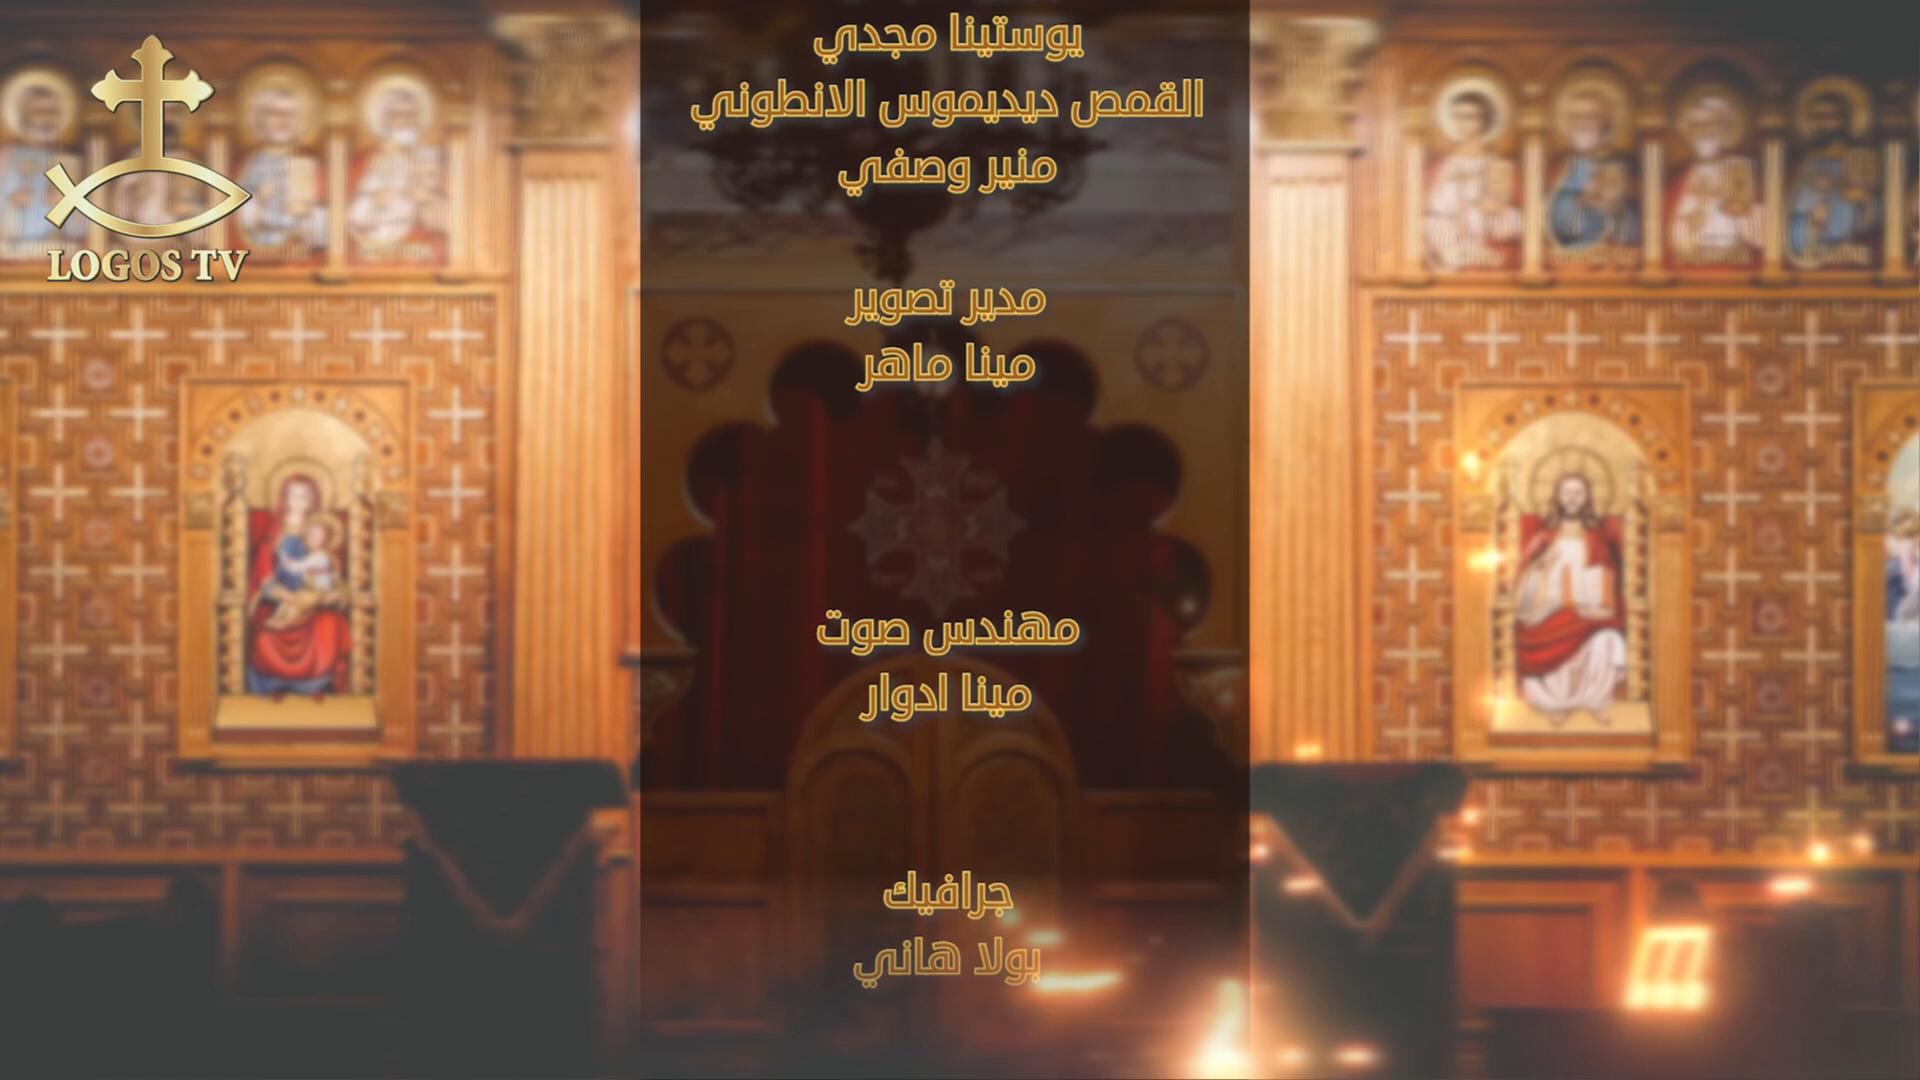 LOGOS TV
يوستينا مجدي
القمص ديديموس الانطوني
منير وصفي
مدير تصوير
مينا ماهر
مهندس صوت
مينا ادوار
جرافيك
بولا هاني